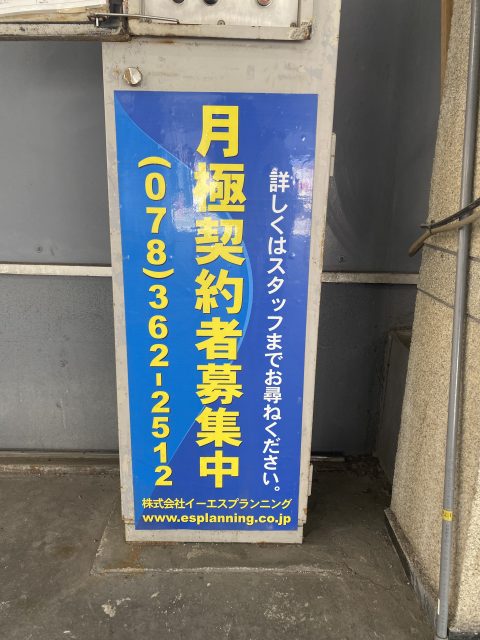 詳しくはスタッフまでお尋ねください。
月極契約者募集中
(078)362-2512
株式会社イーエスプランニング
www.esplanning.co.jp